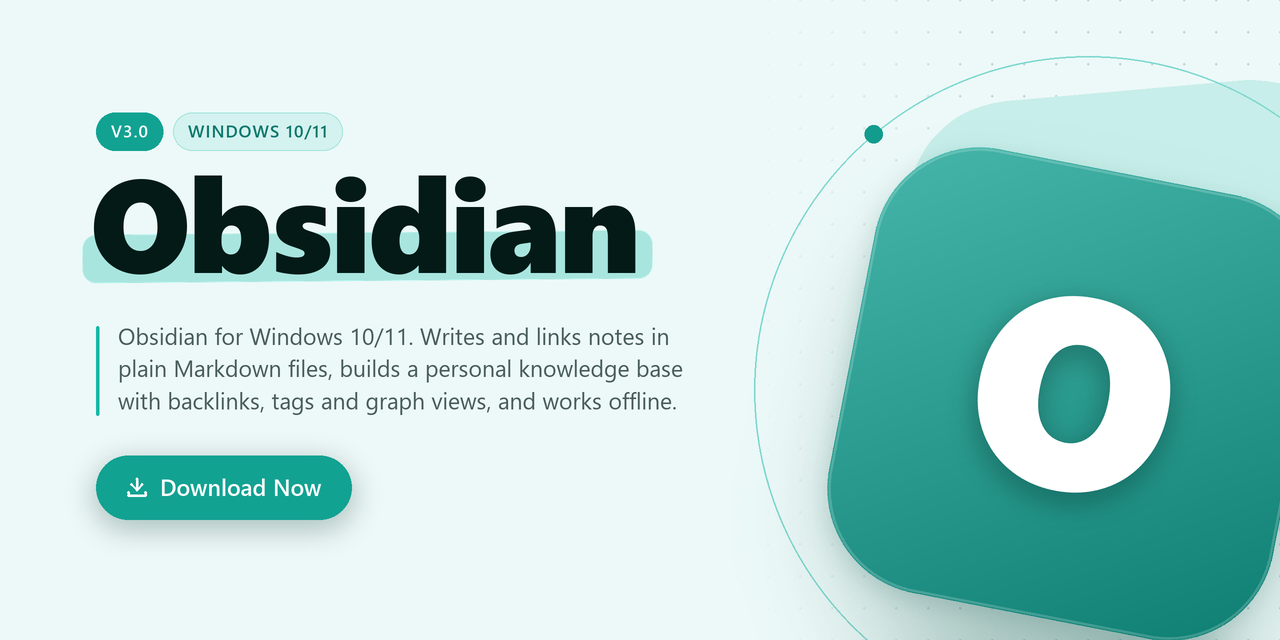 V3.0 WINDOWS 10/11
Obsidian
Obsidian for Windows 10/11. Writes and links notes in
plain Markdown files, builds a personal knowledge base
with backlinks, tags and graph views, and works offline.
Download Now
O